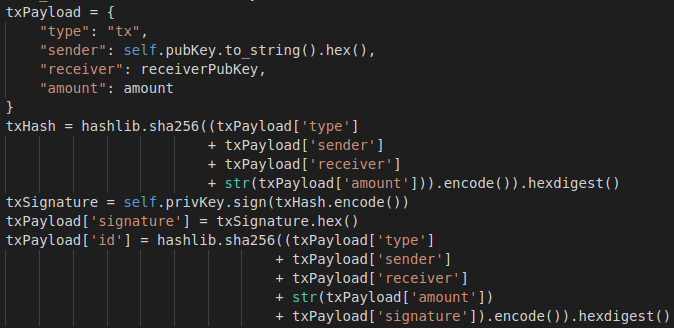 txPayload = {
    "type": "tx",
    "sender": self.pubKey.to_string().hex(),
    "receiver": receiverPubKey,
    "amount": amount
}
txHash = hashlib.sha256((txPayload['type']
                        + txPayload['sender']
                        + txPayload['receiver']
                        + str(txPayload['amount'])).encode()).hexdigest()
txSignature = self.privKey.sign(txHash.encode())
txPayload['signature'] = txSignature.hex()
txPayload['id'] = hashlib.sha256((txPayload['type']
                                + txPayload['sender']
                                + txPayload['receiver']
                                + str(txPayload['amount'])
                                + txPayload['signature']).encode()).hexdigest()